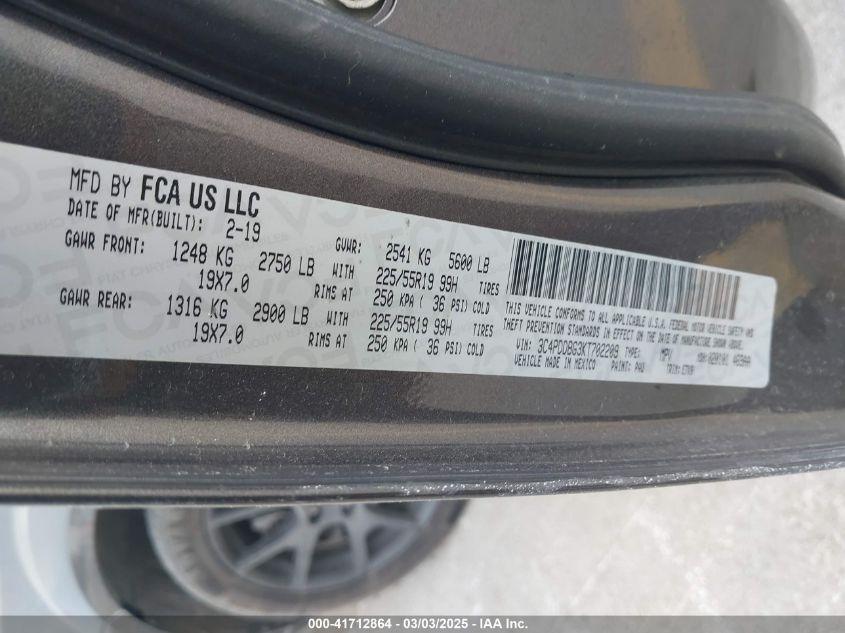 MFD BY FCA US LLC
DATE OF MFR(BUILT): 2-19
GAWR FRONT: 1248 KG 2750 LB WITH
19X7.0 RIMS AT
GAWR REAR: 1316 KG 2900 LB WITH
19X7.0 RIMS AT
GVWR: 2541 KG 5600 LB
225/55R19 99H TIRES
250 KPA ( 36 PSI) COLD
225/55R19 99H TIRES
250 KPA ( 36 PSI) COLD
THIS VEHICLE CONFORMS TO ALL APPLICABLE U.S.A. FEDERAL MOTOR VEHICLE SAFETY AND
THEFT PREVENTION STANDARDS IN EFFECT ON THE DATE OF MANUFACTURE SHOWN ABOVE.
VIN: 3C4PDDBG3KT702209 TYPE: MPV MDH:
VEHICLE MADE IN MEXICO PAINT: PAU TRIM:
000-41712864 / 03/03/2025 - IAA Inc.